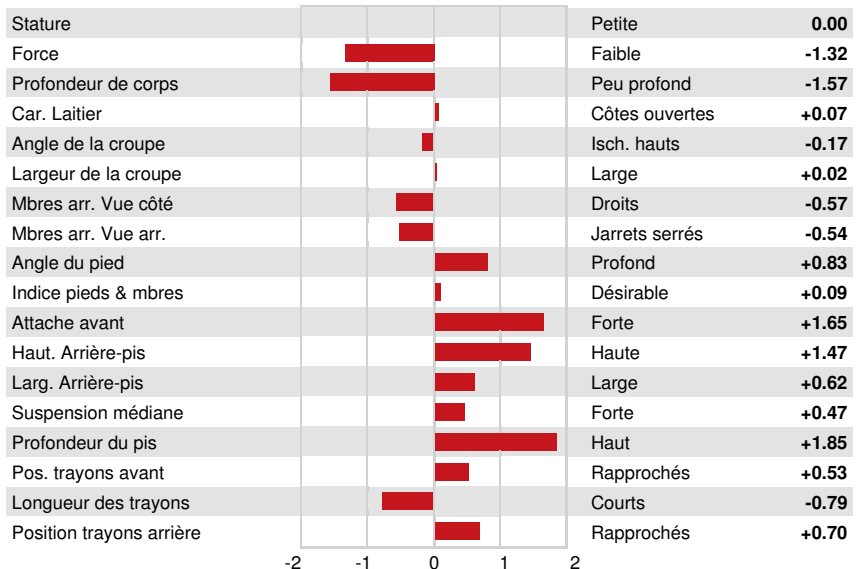 Stature Petite 0.00
Force Faible -1.32
Profondeur de corps Peu profond -1.57
Car. Laitier Côtes ouvertes +0.07
Angle de la croupe Isch. hauts -0.17
Largeur de la croupe Large +0.02
Mbres arr. Vue côté Droits -0.57
Mbres arr. Vue arr. Jarrets serrés -0.54
Angle du pied Profond +0.83
Indice pieds & mbres Désirable +0.09
Attache avant Forte +1.65
Haut. Arrière-pis Haute +1.47
Larg. Arrière-pis Large +0.62
Suspension médiane Forte +0.47
Profondeur du pis Haut +1.85
Pos. trayons avant Rapprochés +0.53
Longueur des trayons Courts -0.79
Position trayons arrière Rapprochés +0.70
-2 -1 0 1 2